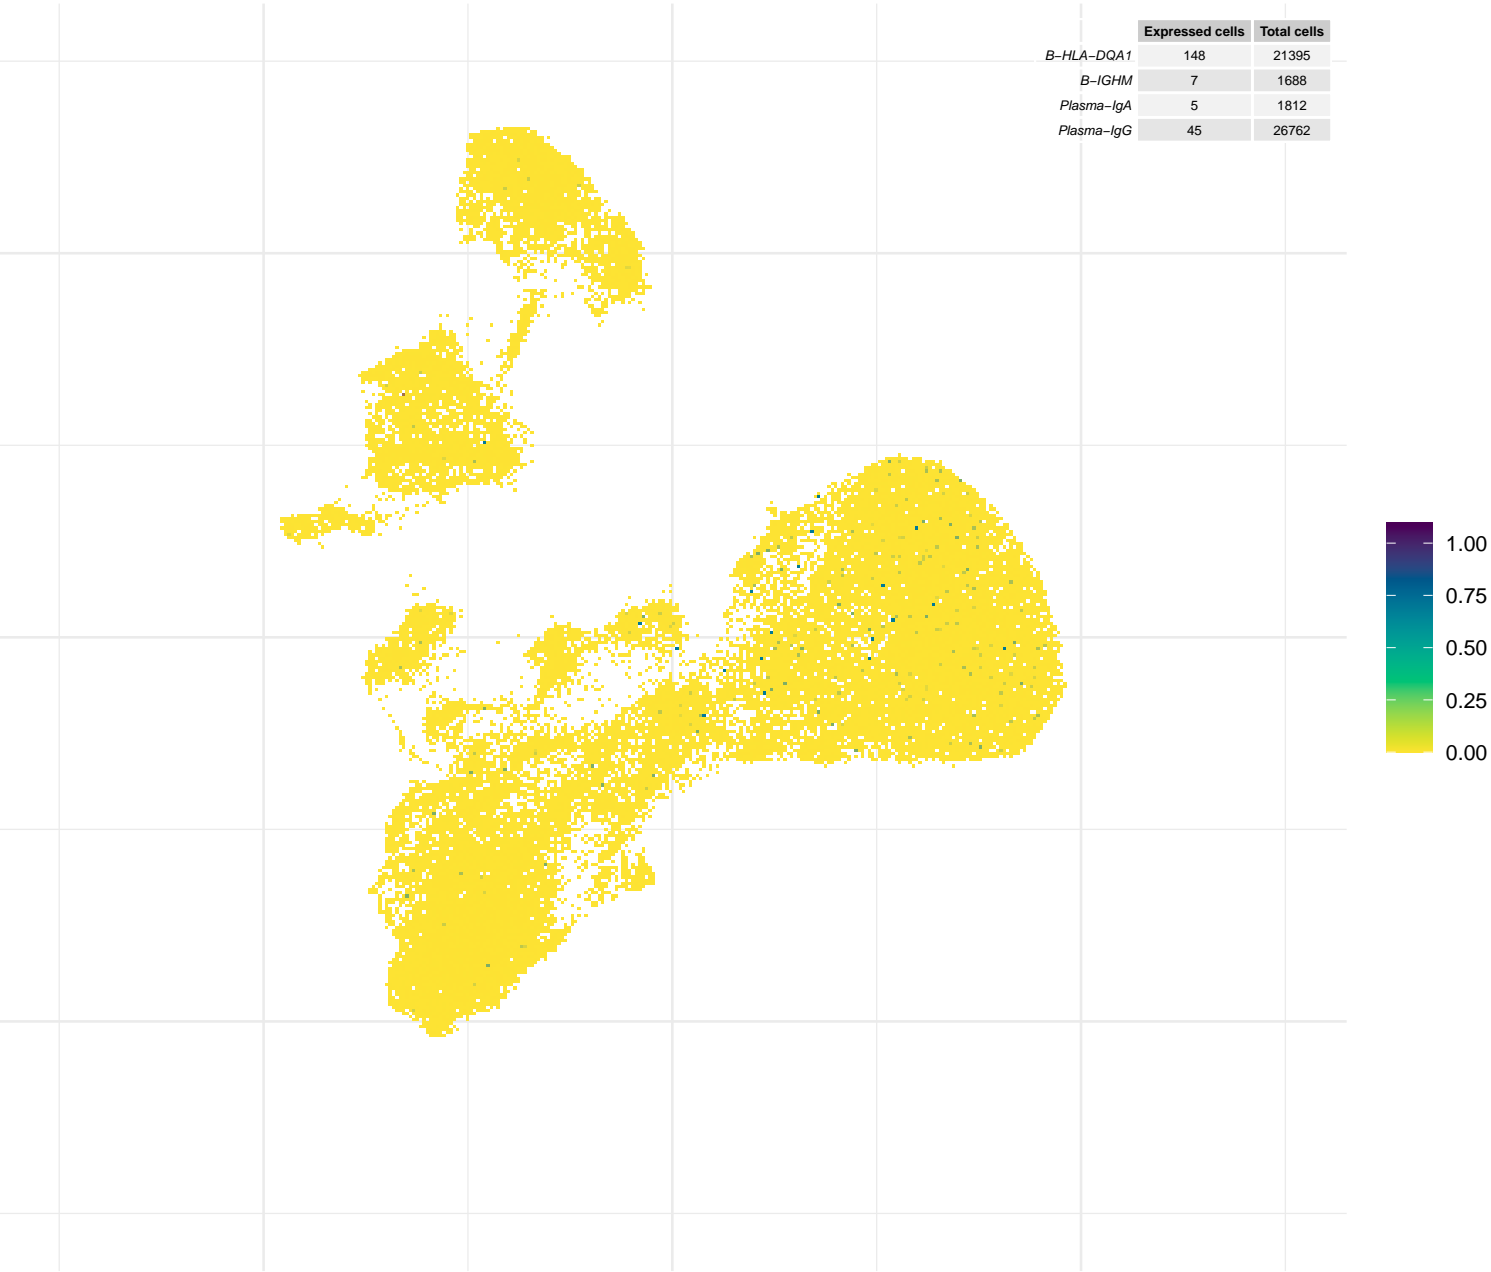 Expressed cells Total cells
B−HLA−DQA1 148 21395
B−IGHM 7 1688
Plasma−IgA 5 1812
Plasma−IgG 45 26762
1.00
0.75
0.50
0.25
0.00